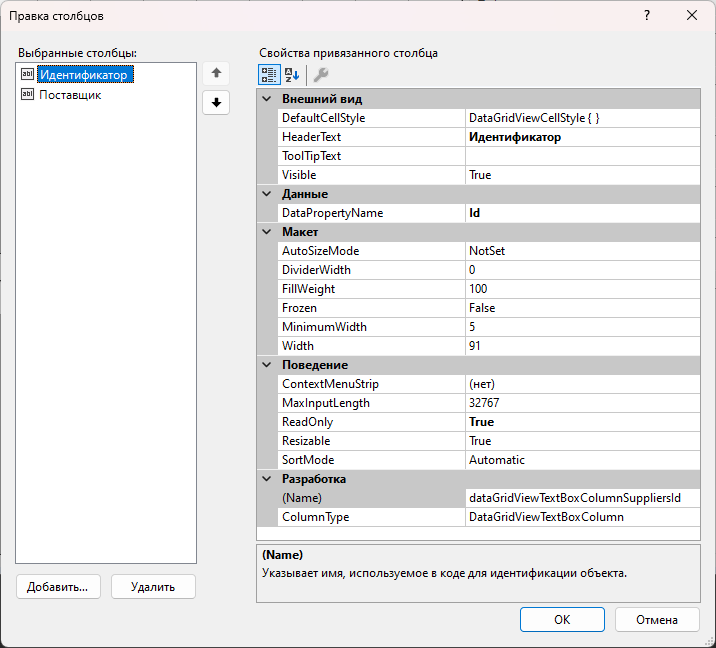 Правка столбцов
?
Выбранные столбцы:
abl Идентификатор
abl Поставщик
Добавить...
Удалить
Свойства привязанного столбца
Внешний вид
DefaultCellStyle DataGridViewCellStyle { }
HeaderText Идентификатор
ToolTipText
Visible True
Данные
DataPropertyName Id
Макет
AutoSizeMode NotSet
DividerWidth 0
FillWeight 100
Frozen False
MinimumWidth 5
Width 91
Поведение
ContextMenuStrip (нет)
MaxInputLength 32767
ReadOnly True
Resizable True
SortMode Automatic
Разработка
(Name) dataGridViewTextBoxColumnSuppliersId
ColumnType DataGridViewTextBoxColumn
(Name)
Указывает имя, используемое в коде для идентификации объекта.
OK
Отмена